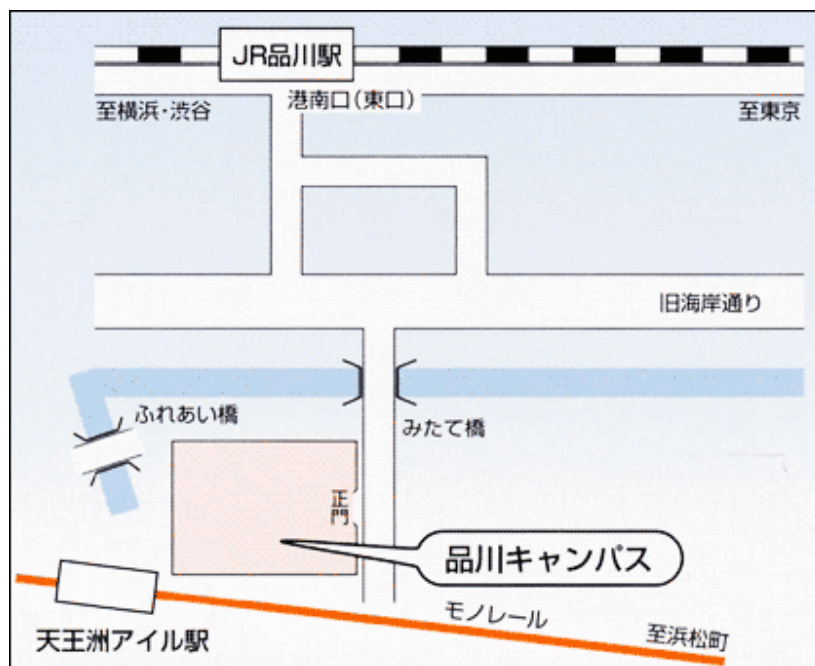 JR品川駅
港南口(東口)
至横浜・渋谷
至東京
旧海岸通り
ふれあい橋
みたて橋
正門
品川キャンパス
モノレール
至浜松町
天王洲アイル駅